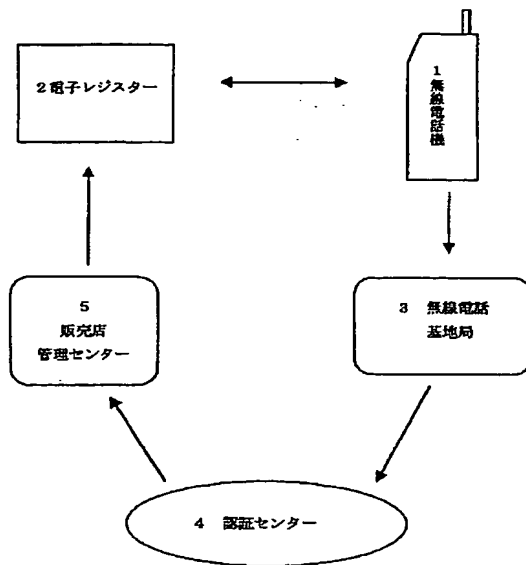 2電子レジスター
1
無線電話機
5
販売店
管理センター
3 無線電話
基地局
4 認証センター